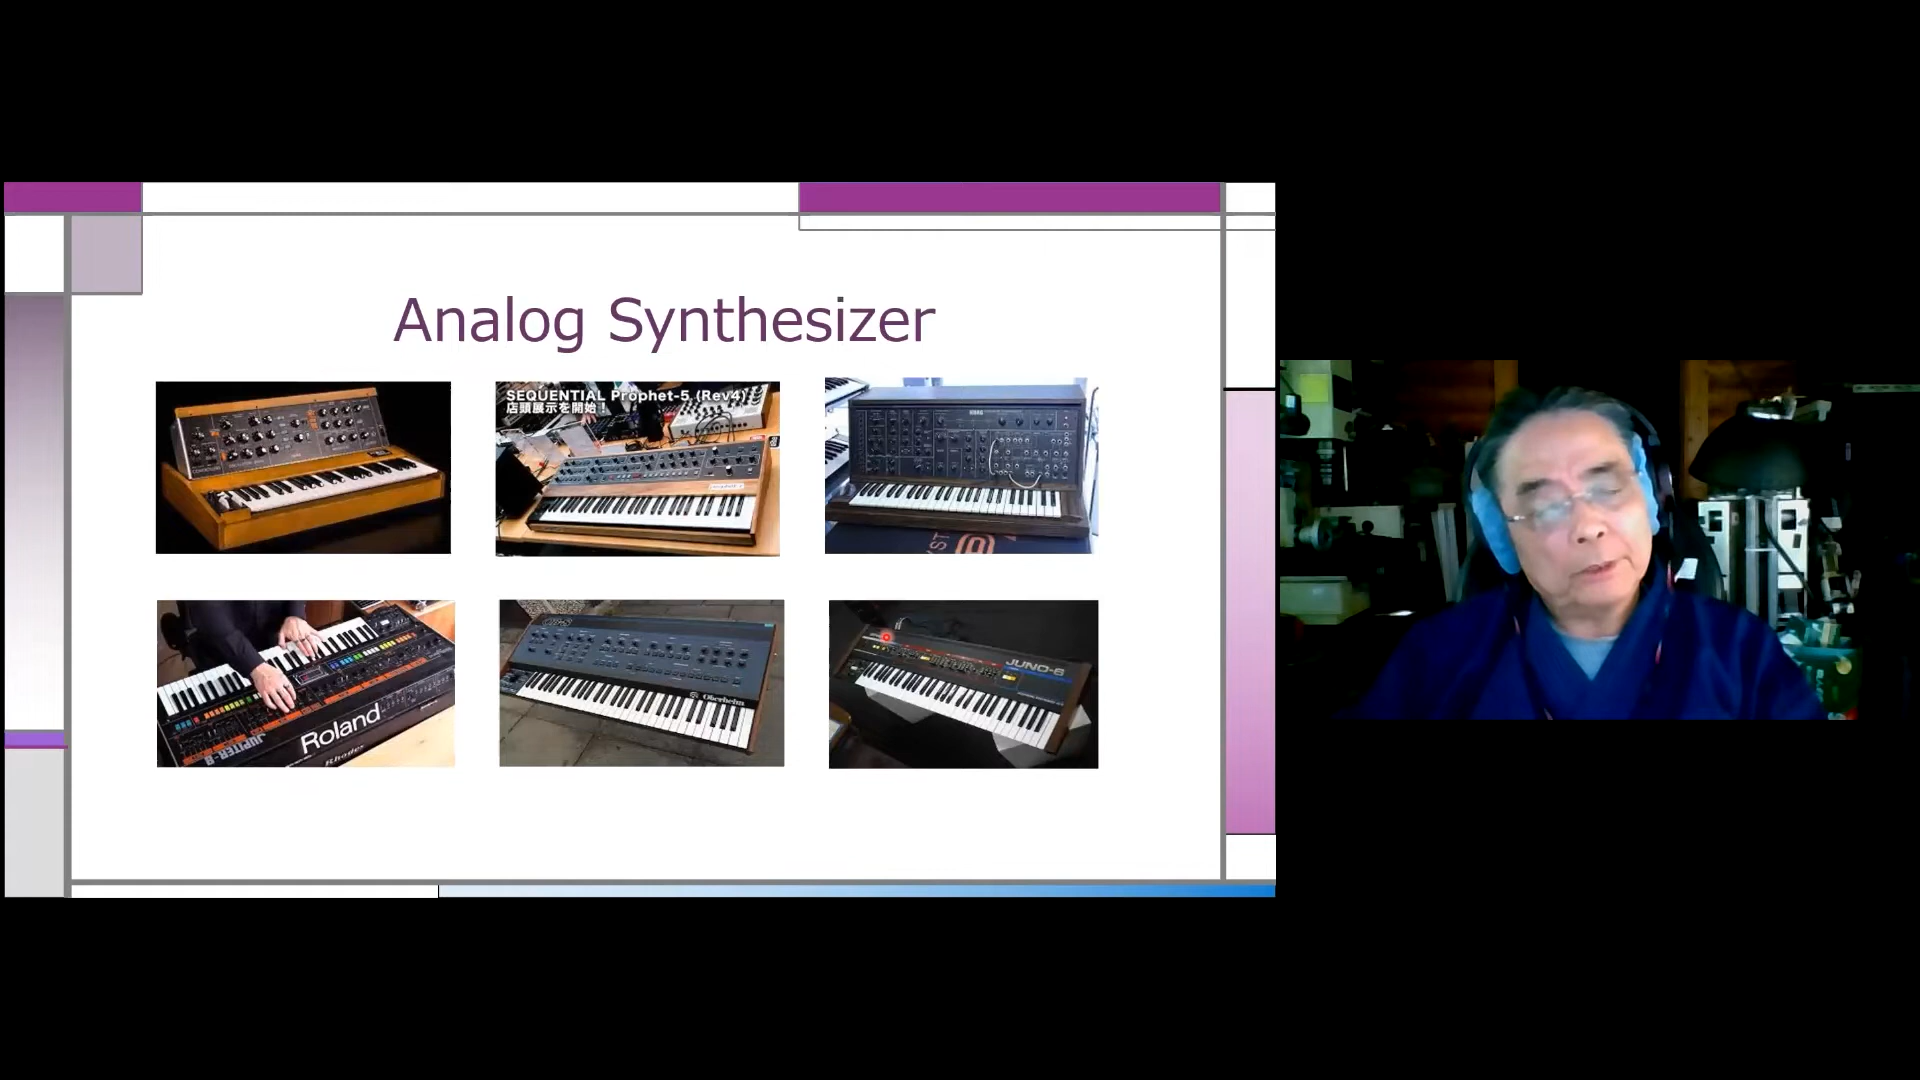 Analog Synthesizer
SEQUENTIAL Prophet-5 (Rev4)
店頭展示を開始！
KORG
Roland
JUPITER-8
Rhodes
Oberheim
JUNO-6